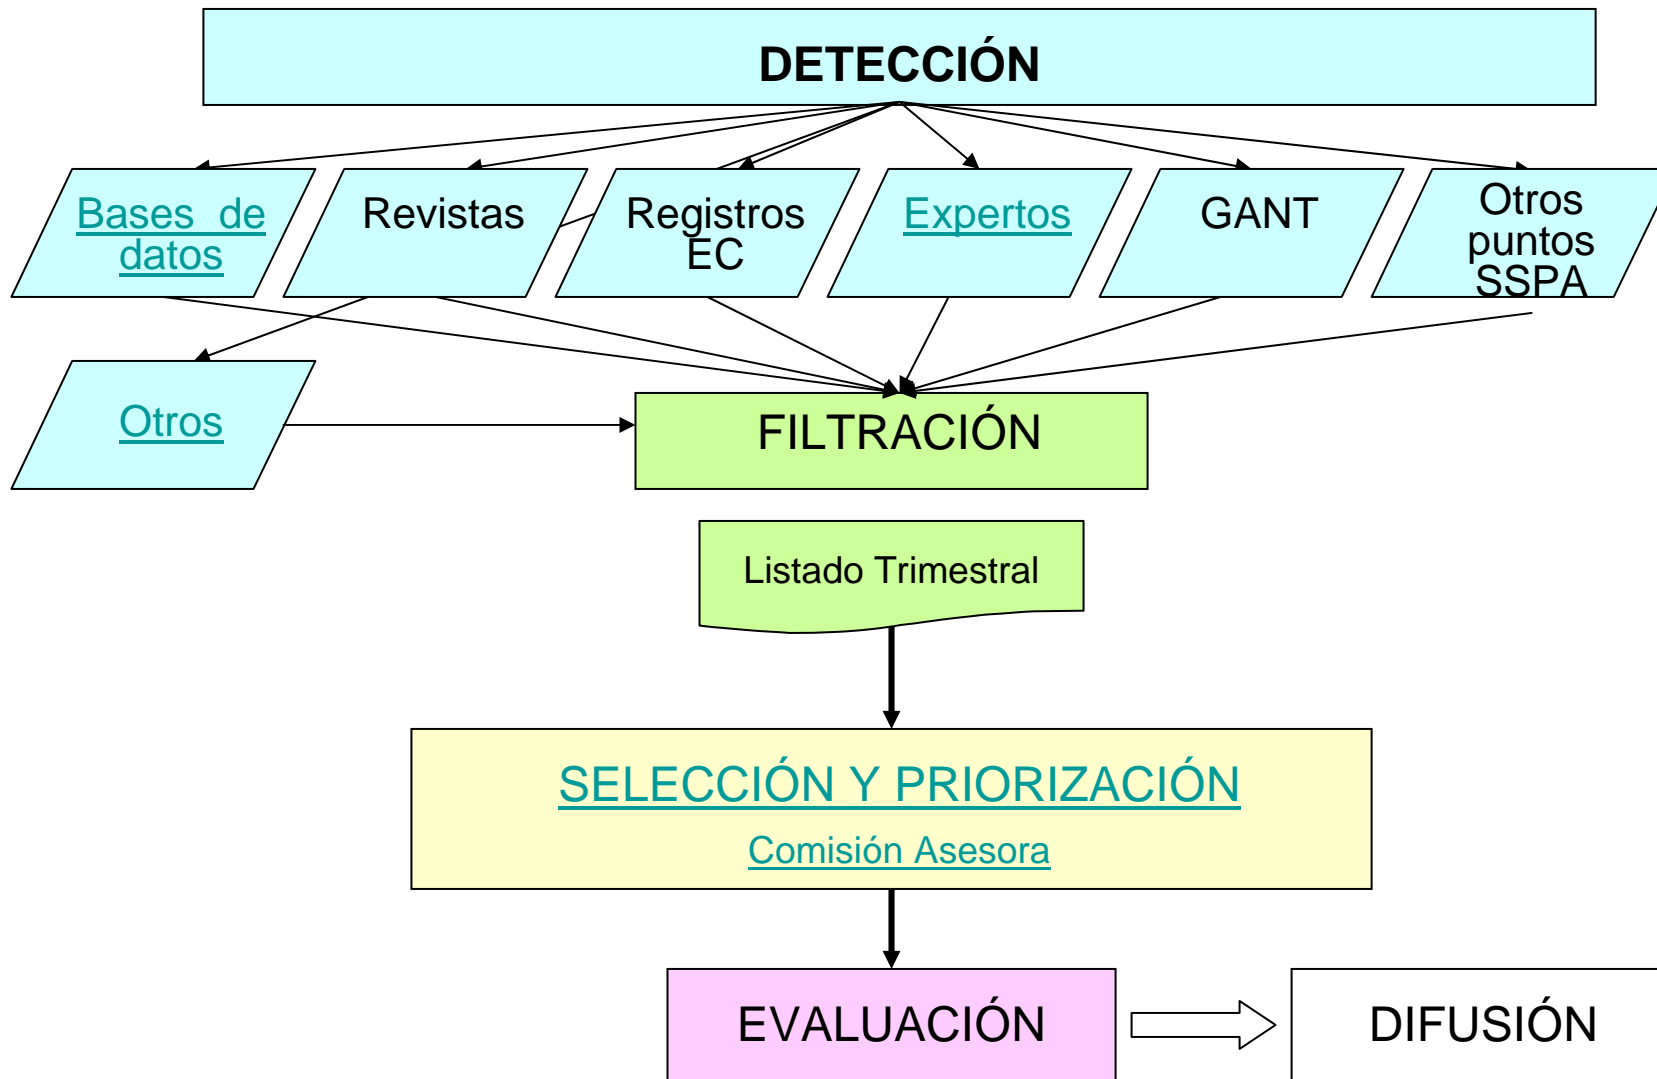 DETECCIÓN
Bases de
datos
Revistas
Registros
EC
Expertos
GANT
Otros
puntos
SSPA
Otros
FILTRACIÓN
Listado Trimestral
SELECCIÓN Y PRIORIZACIÓN
Comisión Asesora
EVALUACIÓN
DIFUSIÓN